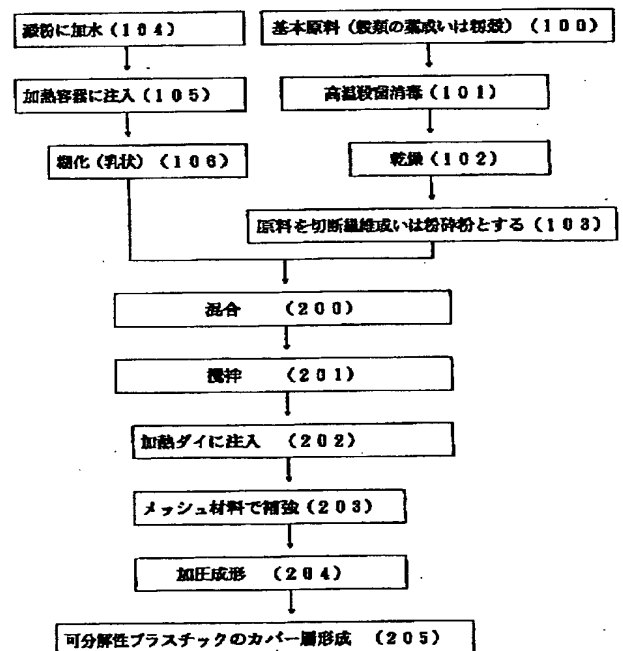 澱粉に加水(104)
基本原料(穀類の藁或いは籾殻)(100)
加熱容器に注入(105)
高温殺菌消毒(101)
糊化(乳状)(106)
乾燥(102)
原料を切断繊維或いは粉砕粉とする(103)
混合 (200)
攪拌 (201)
加熱ダイに注入 (202)
メッシュ材料で補強(203)
加圧成形 (204)
可分解性プラスチックのカバー層形成 (205)